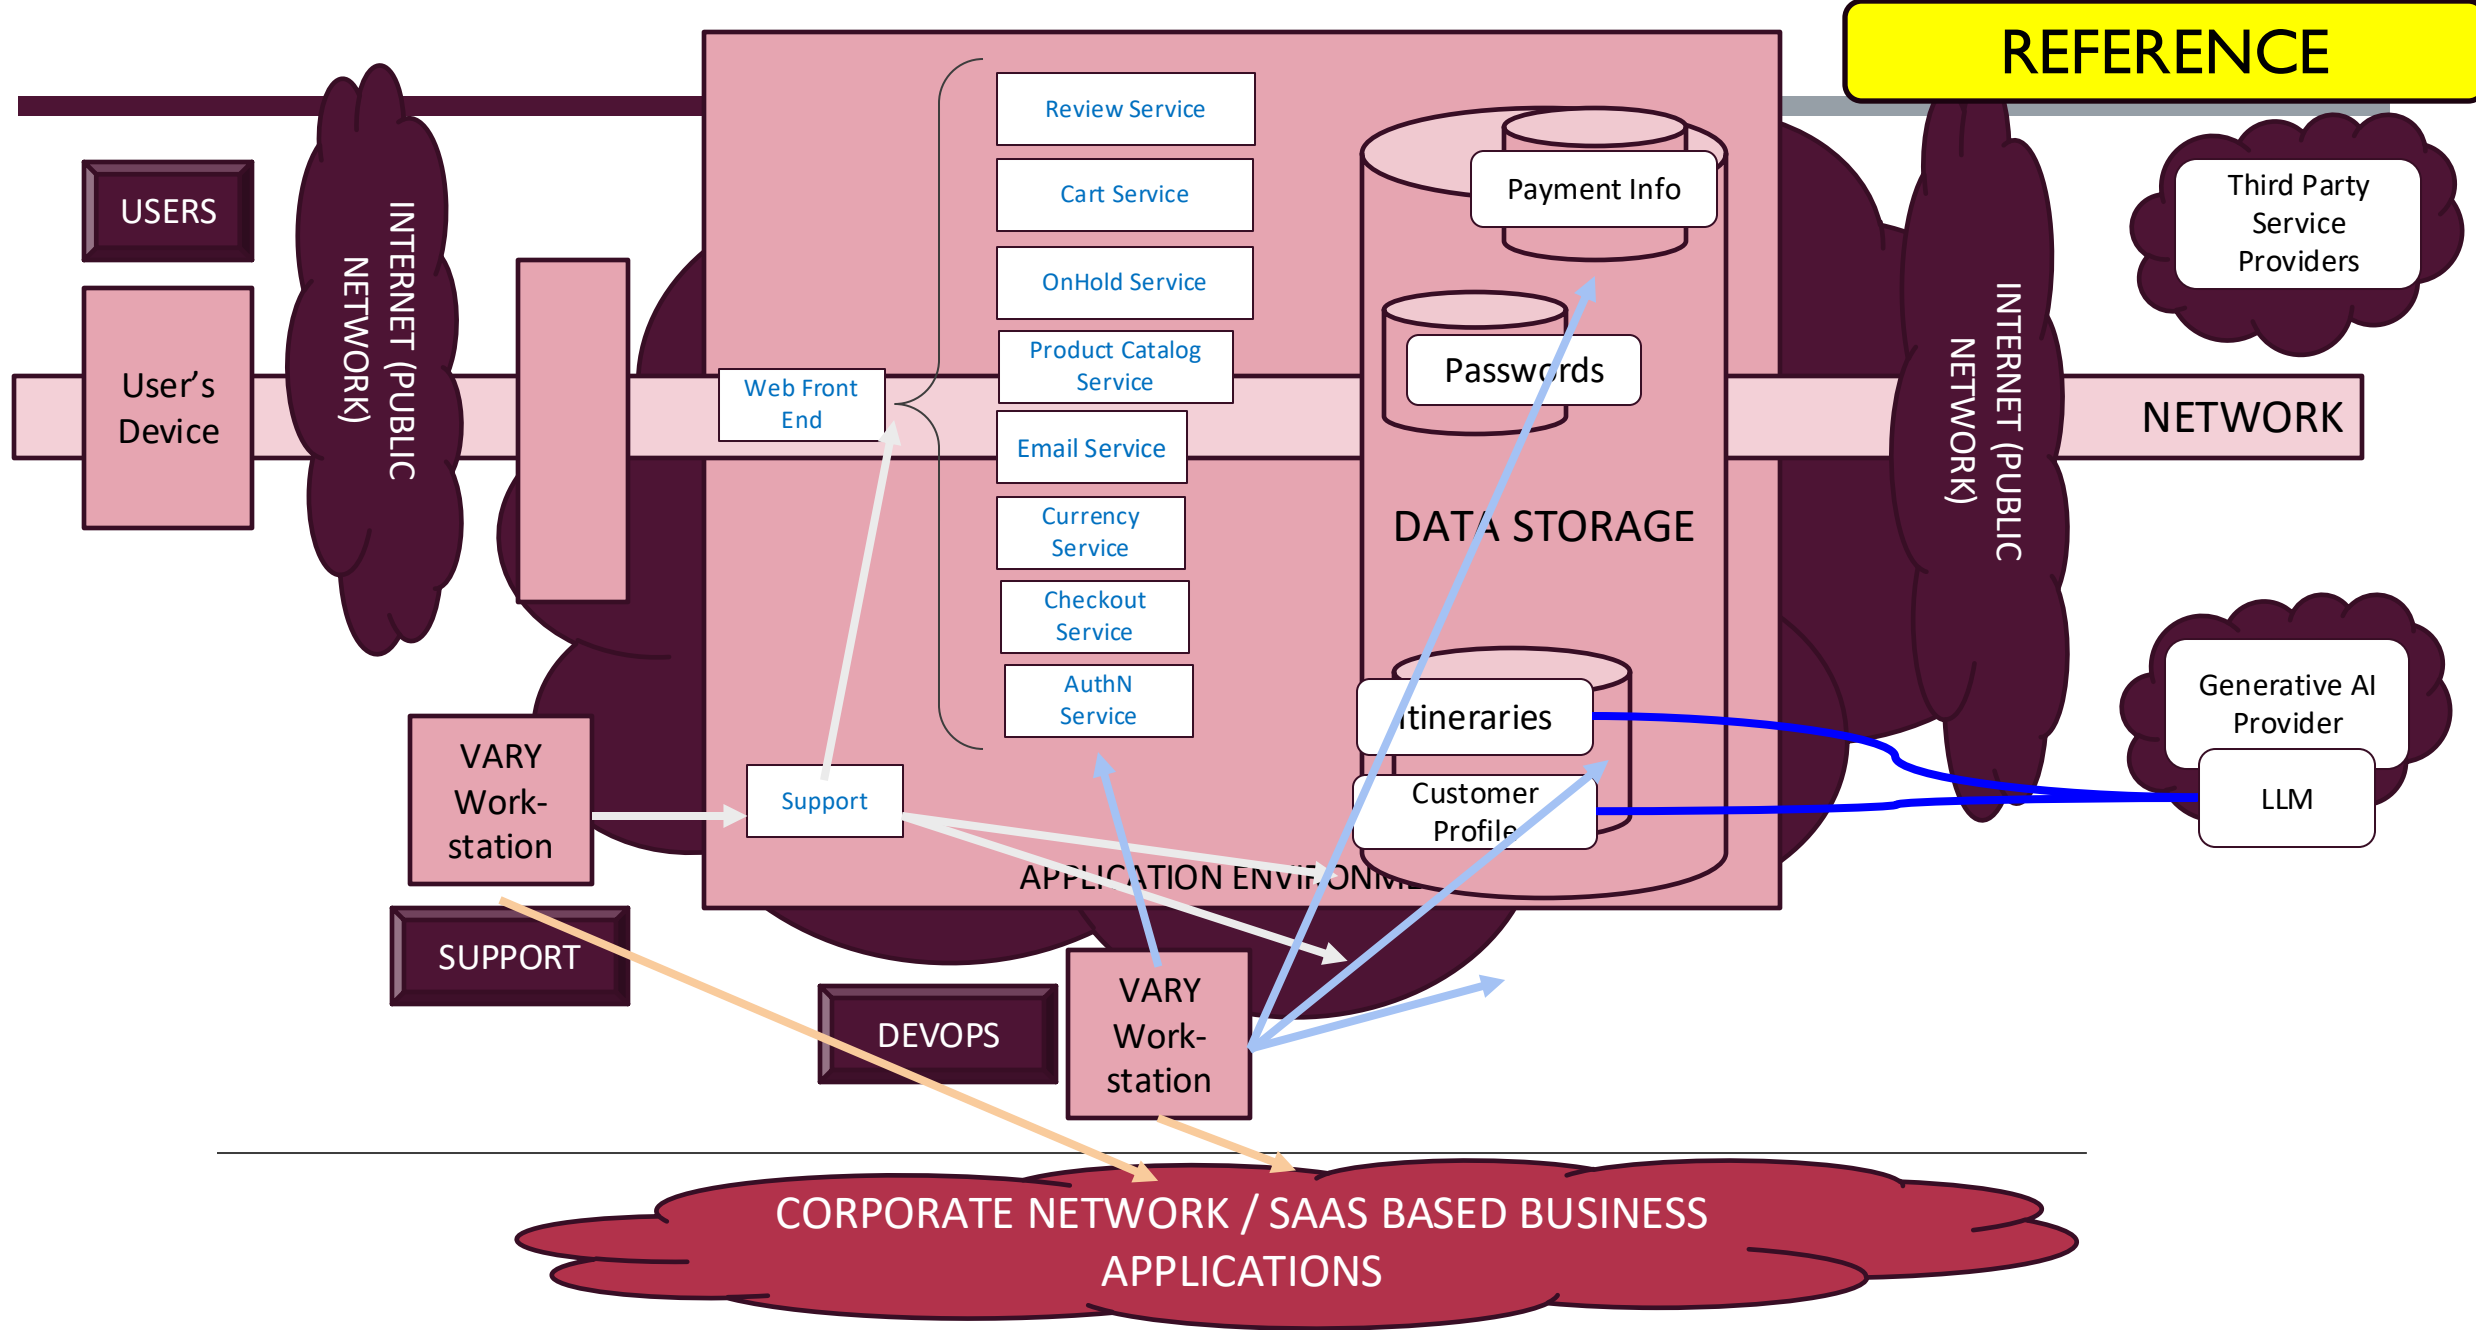 REFERENCE
USERS
User's
Device
INTERNET (PUBLIC
NETWORK)
Web Front
End
Review Service
Cart Service
OnHold Service
Product Catalog
Service
Email Service
Currency
Service
Checkout
Service
AuthN
Service
Support
Payment Info
Passwords
DATA STORAGE
Itineraries
Customer
Profile
APPLICATION ENVIRONME
INTERNET (PUBLIC
NETWORK)
Third Party
Service
Providers
NETWORK
Generative AI
Provider
LLM
VARY
Work-
station
SUPPORT
DEVOPS
VARY
Work-
station
CORPORATE NETWORK / SAAS BASED BUSINESS
APPLICATIONS